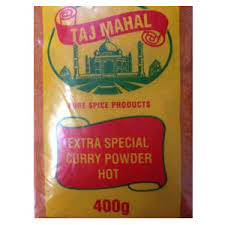 TAJ MAHAL
PURE SPICE PRODUCTS
EXTRA SPECIAL
CURRY POWDER
HOT
400g